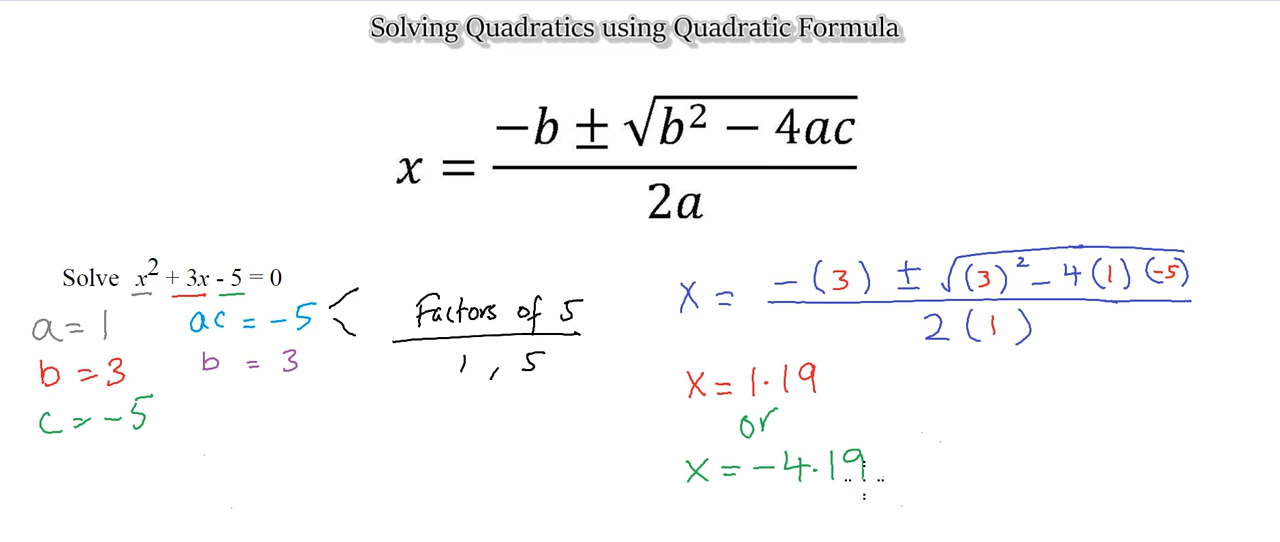 Solving Quadratics using Quadratic Formula
x = (-b ± √(b² - 4ac)) / 2a
Solve x² + 3x - 5 = 0
a = 1
b = 3
c = -5
ac = -5
b = 3
Factors of 5
1, 5
x = (-(3) ± √((3)² - 4(1)(-5))) / 2(1)
x = 1.19
or
x = -4.19